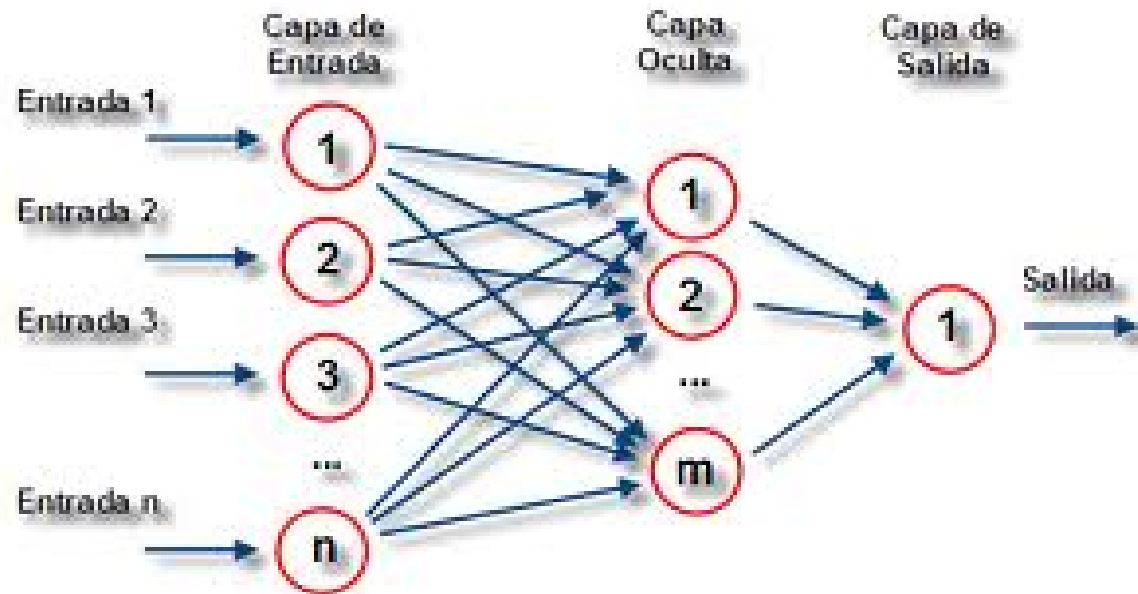 Capa de
Entrada
Capa
Oculta
Capa de
Salida
Entrada 1
1
Entrada 2
2
Entrada 3
3
...
Entrada n
n
1
2
...
m
1
Salida